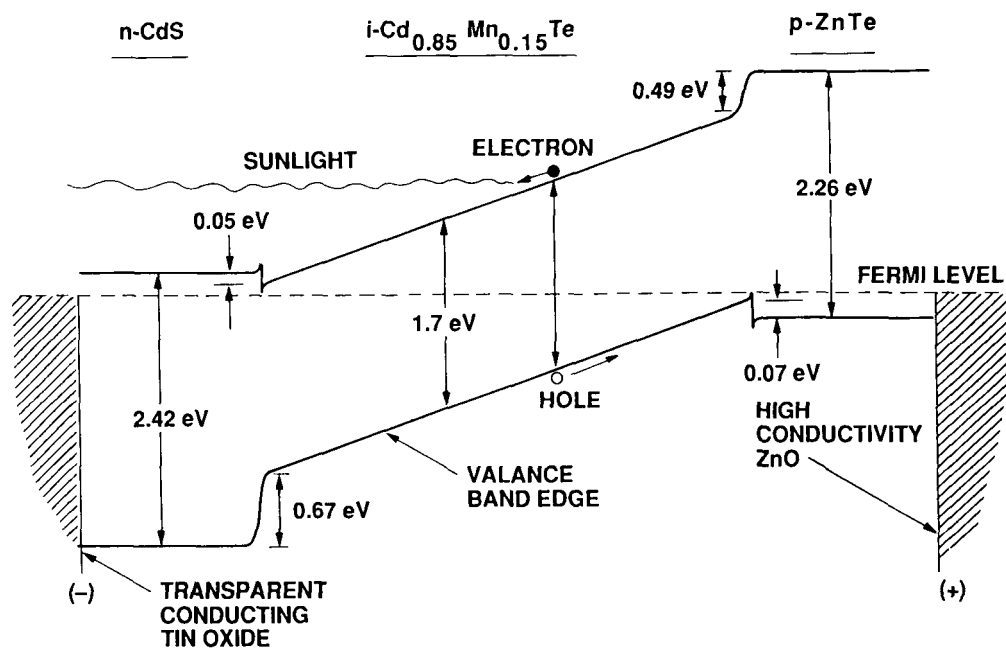 n-CdS
i-Cd0.85 Mn0.15Te
p-ZnTe
0.49 eV
ELECTRON
SUNLIGHT
2.26 eV
0.05 eV
FERMI LEVEL
1.7 eV
0.07 eV
HOLE
2.42 eV
HIGH
CONDUCTIVITY
ZnO
VALANCE
BAND EDGE
0.67 eV
(–)
(+)
TRANSPARENT
CONDUCTING
TIN OXIDE